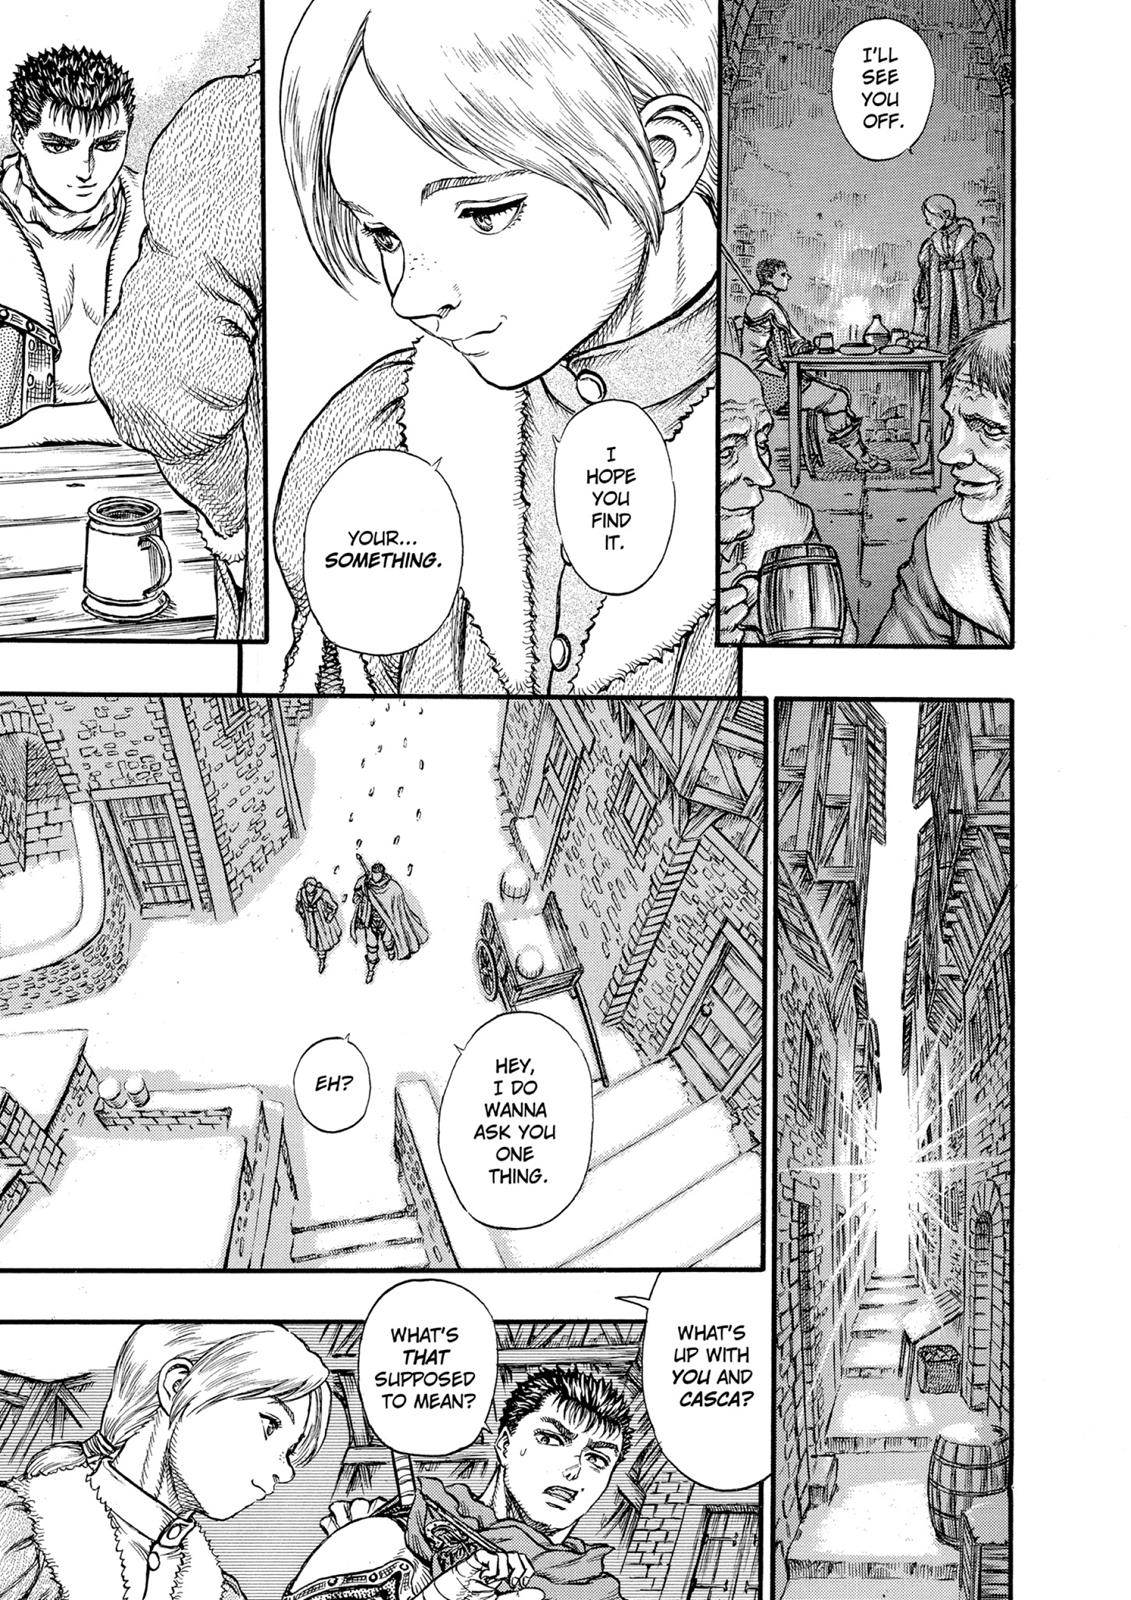 I'LL
SEE
YOU
OFF.
I
HOPE
YOU
FIND
IT.
YOUR...
SOMETHING.
HEY,
I DO
WANNA
ASK YOU
ONE
THING.
EH?
WHAT'S
UP WITH
YOU AND
CASCA?
WHAT'S
THAT
SUPPOSED
TO MEAN?